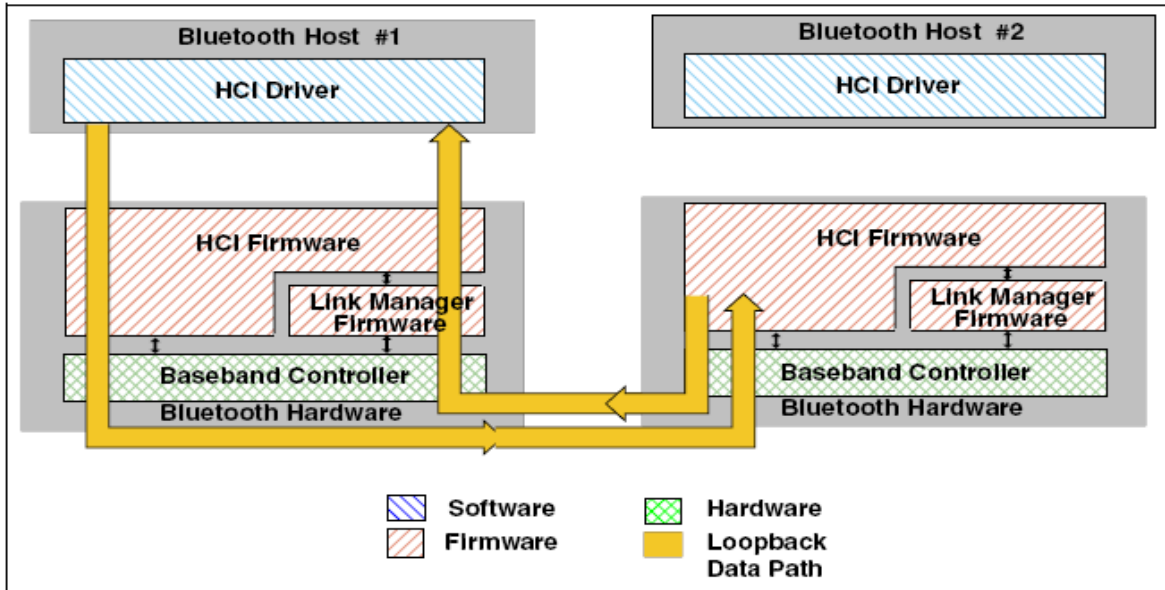 Bluetooth Host #1
HCI Driver
Bluetooth Host #2
HCI Driver
HCI Firmware
Link Manager
Firmware
Baseband Controller
Bluetooth Hardware
HCI Firmware
Link Manager
Firmware
Baseband Controller
Bluetooth Hardware
Software
Firmware
Hardware
Loopback
Data Path